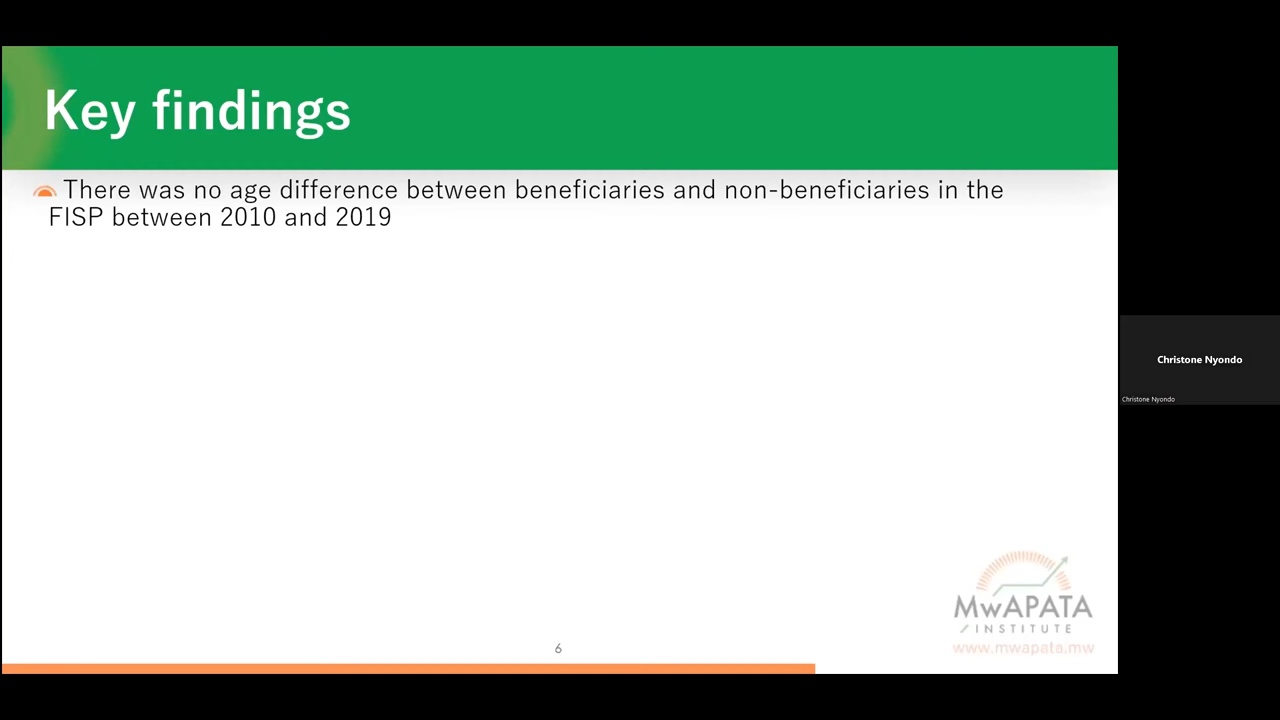 Key findings
There was no age difference between beneficiaries and non-beneficiaries in the
FISP between 2010 and 2019
Christone Nyondo
Christone Nyondo
MwAPATA
INSTITUTE
www.mwapata.mw
6